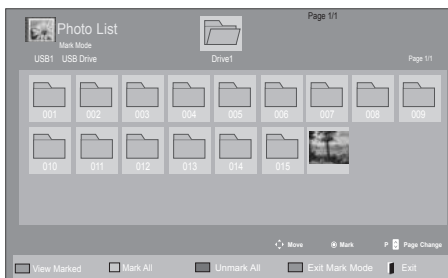 Page 1/1
Photo List
Mark Mode
USB1 USB Drive Drive1 Page 1/1
001 002 003 004 005 006 007 008 009
010 011 012 013 014 015
Move Mark P Page Change
View Marked Mark All Unmark All Exit Mark Mode Exit